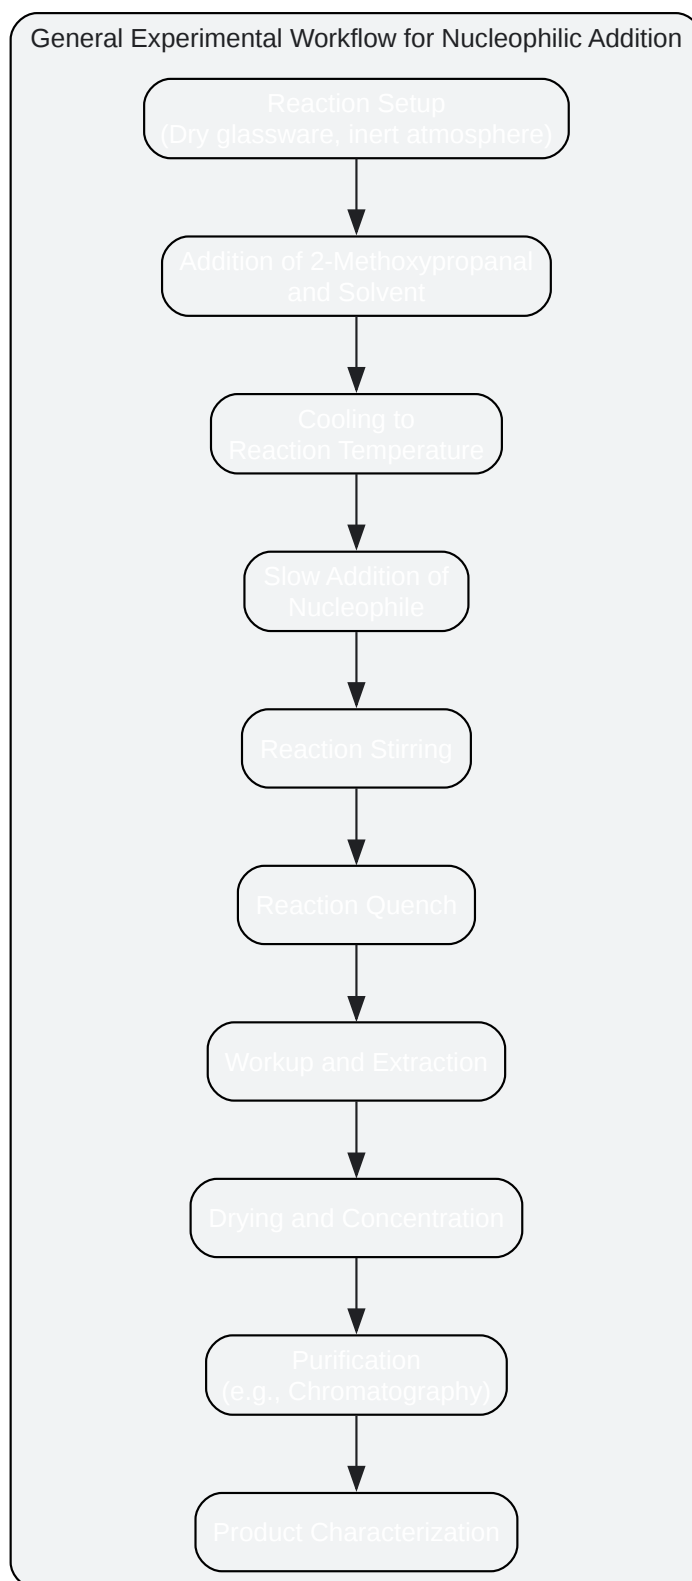 General Experimental Workflow for Nucleophilic Addition
Reaction Setup
(Dry glassware, inert atmosphere)
Addition of 2-Methoxypropanal
and Solvent
Cooling to
Reaction Temperature
Slow Addition of
Nucleophile
Reaction Stirring
Reaction Quench
Workup and Extraction
Drying and Concentration
Purification
(e.g., Chromatography)
Product Characterization